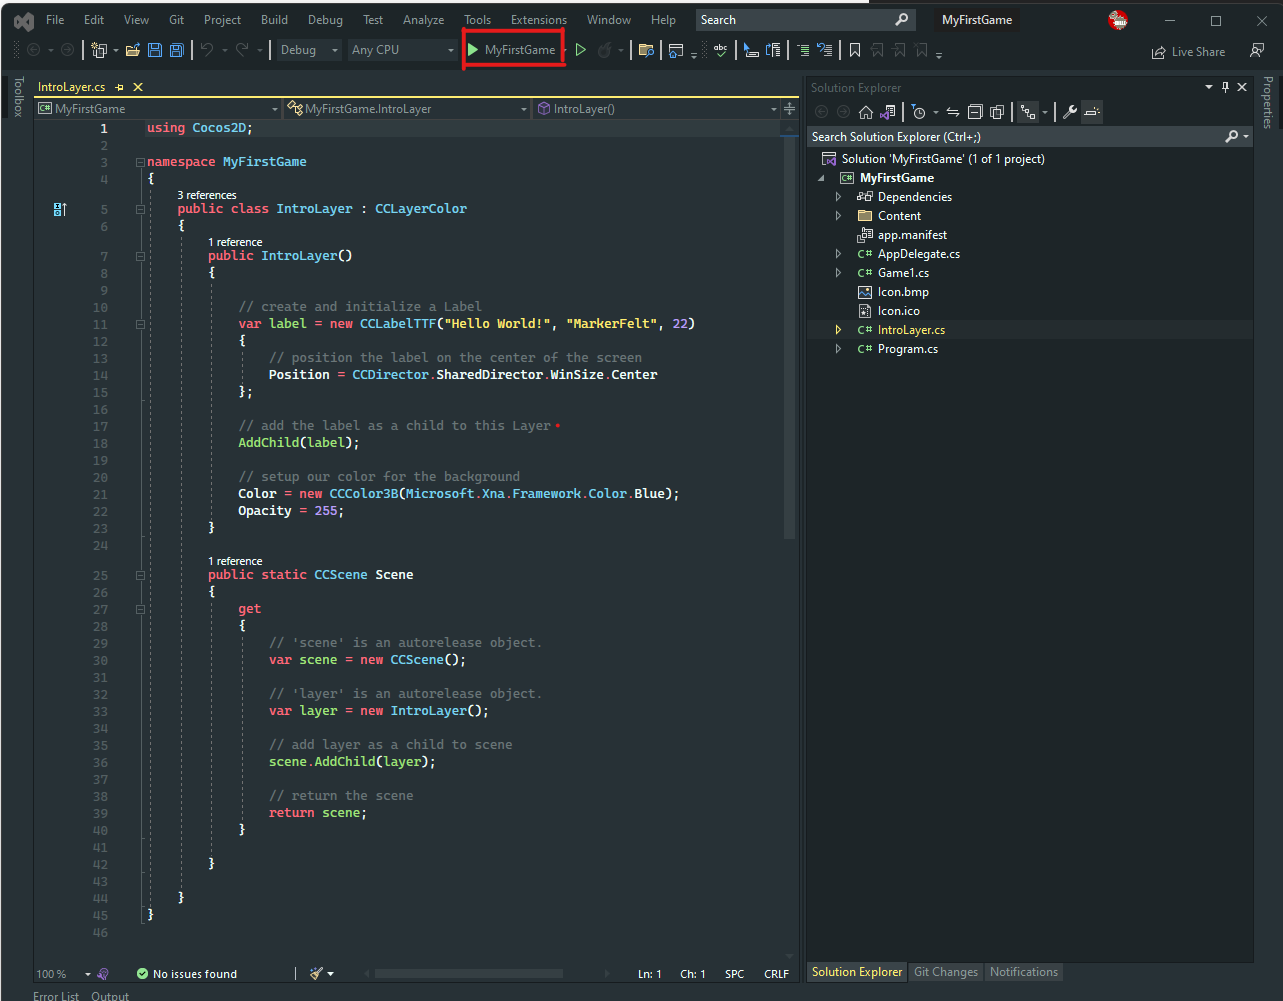 File Edit View Git Project Build Debug Test Analyze Tools Extensions Window Help Search MyFirstGame
Debug Any CPU MyFirstGame Live Share
Toolbox
IntroLayer.cs
MyFirstGame MyFirstGame.IntroLayer IntroLayer()
1 using Cocos2D;
2
3 namespace MyFirstGame
4 {
3 references
5 public class IntroLayer : CCLayerColor
6 {
1 reference
7 public IntroLayer()
8 {
9
10 // create and initialize a Label
11 var label = new CCLabelTTF("Hello World!", "MarkerFelt", 22)
12 {
13 // position the label on the center of the screen
14 Position = CCDirector.SharedDirector.WinSize.Center
15 };
16
17 // add the label as a child to this Layer
18 AddChild(label);
19
20 // setup our color for the background
21 Color = new CCColor3B(Microsoft.Xna.Framework.Color.Blue);
22 Opacity = 255;
23 }
24
1 reference
25 public static CCScene Scene
26 {
27 get
28 {
29 // 'scene' is an autorelease object.
30 var scene = new CCScene();
31
32 // 'layer' is an autorelease object.
33 var layer = new IntroLayer();
34
35 // add layer as a child to scene
36 scene.AddChild(layer);
37
38 // return the scene
39 return scene;
40 }
41
42 }
43
44 }
45 }
46
100 % No issues found Ln: 1 Ch: 1 SPC CRLF
Error List Output
Solution Explorer
Search Solution Explorer (Ctrl+;)
Solution 'MyFirstGame' (1 of 1 project)
C# MyFirstGame
Dependencies
Content
app.manifest
C# AppDelegate.cs
C# Game1.cs
Icon.bmp
Icon.ico
C# IntroLayer.cs
C# Program.cs
Solution Explorer Git Changes Notifications
Properties